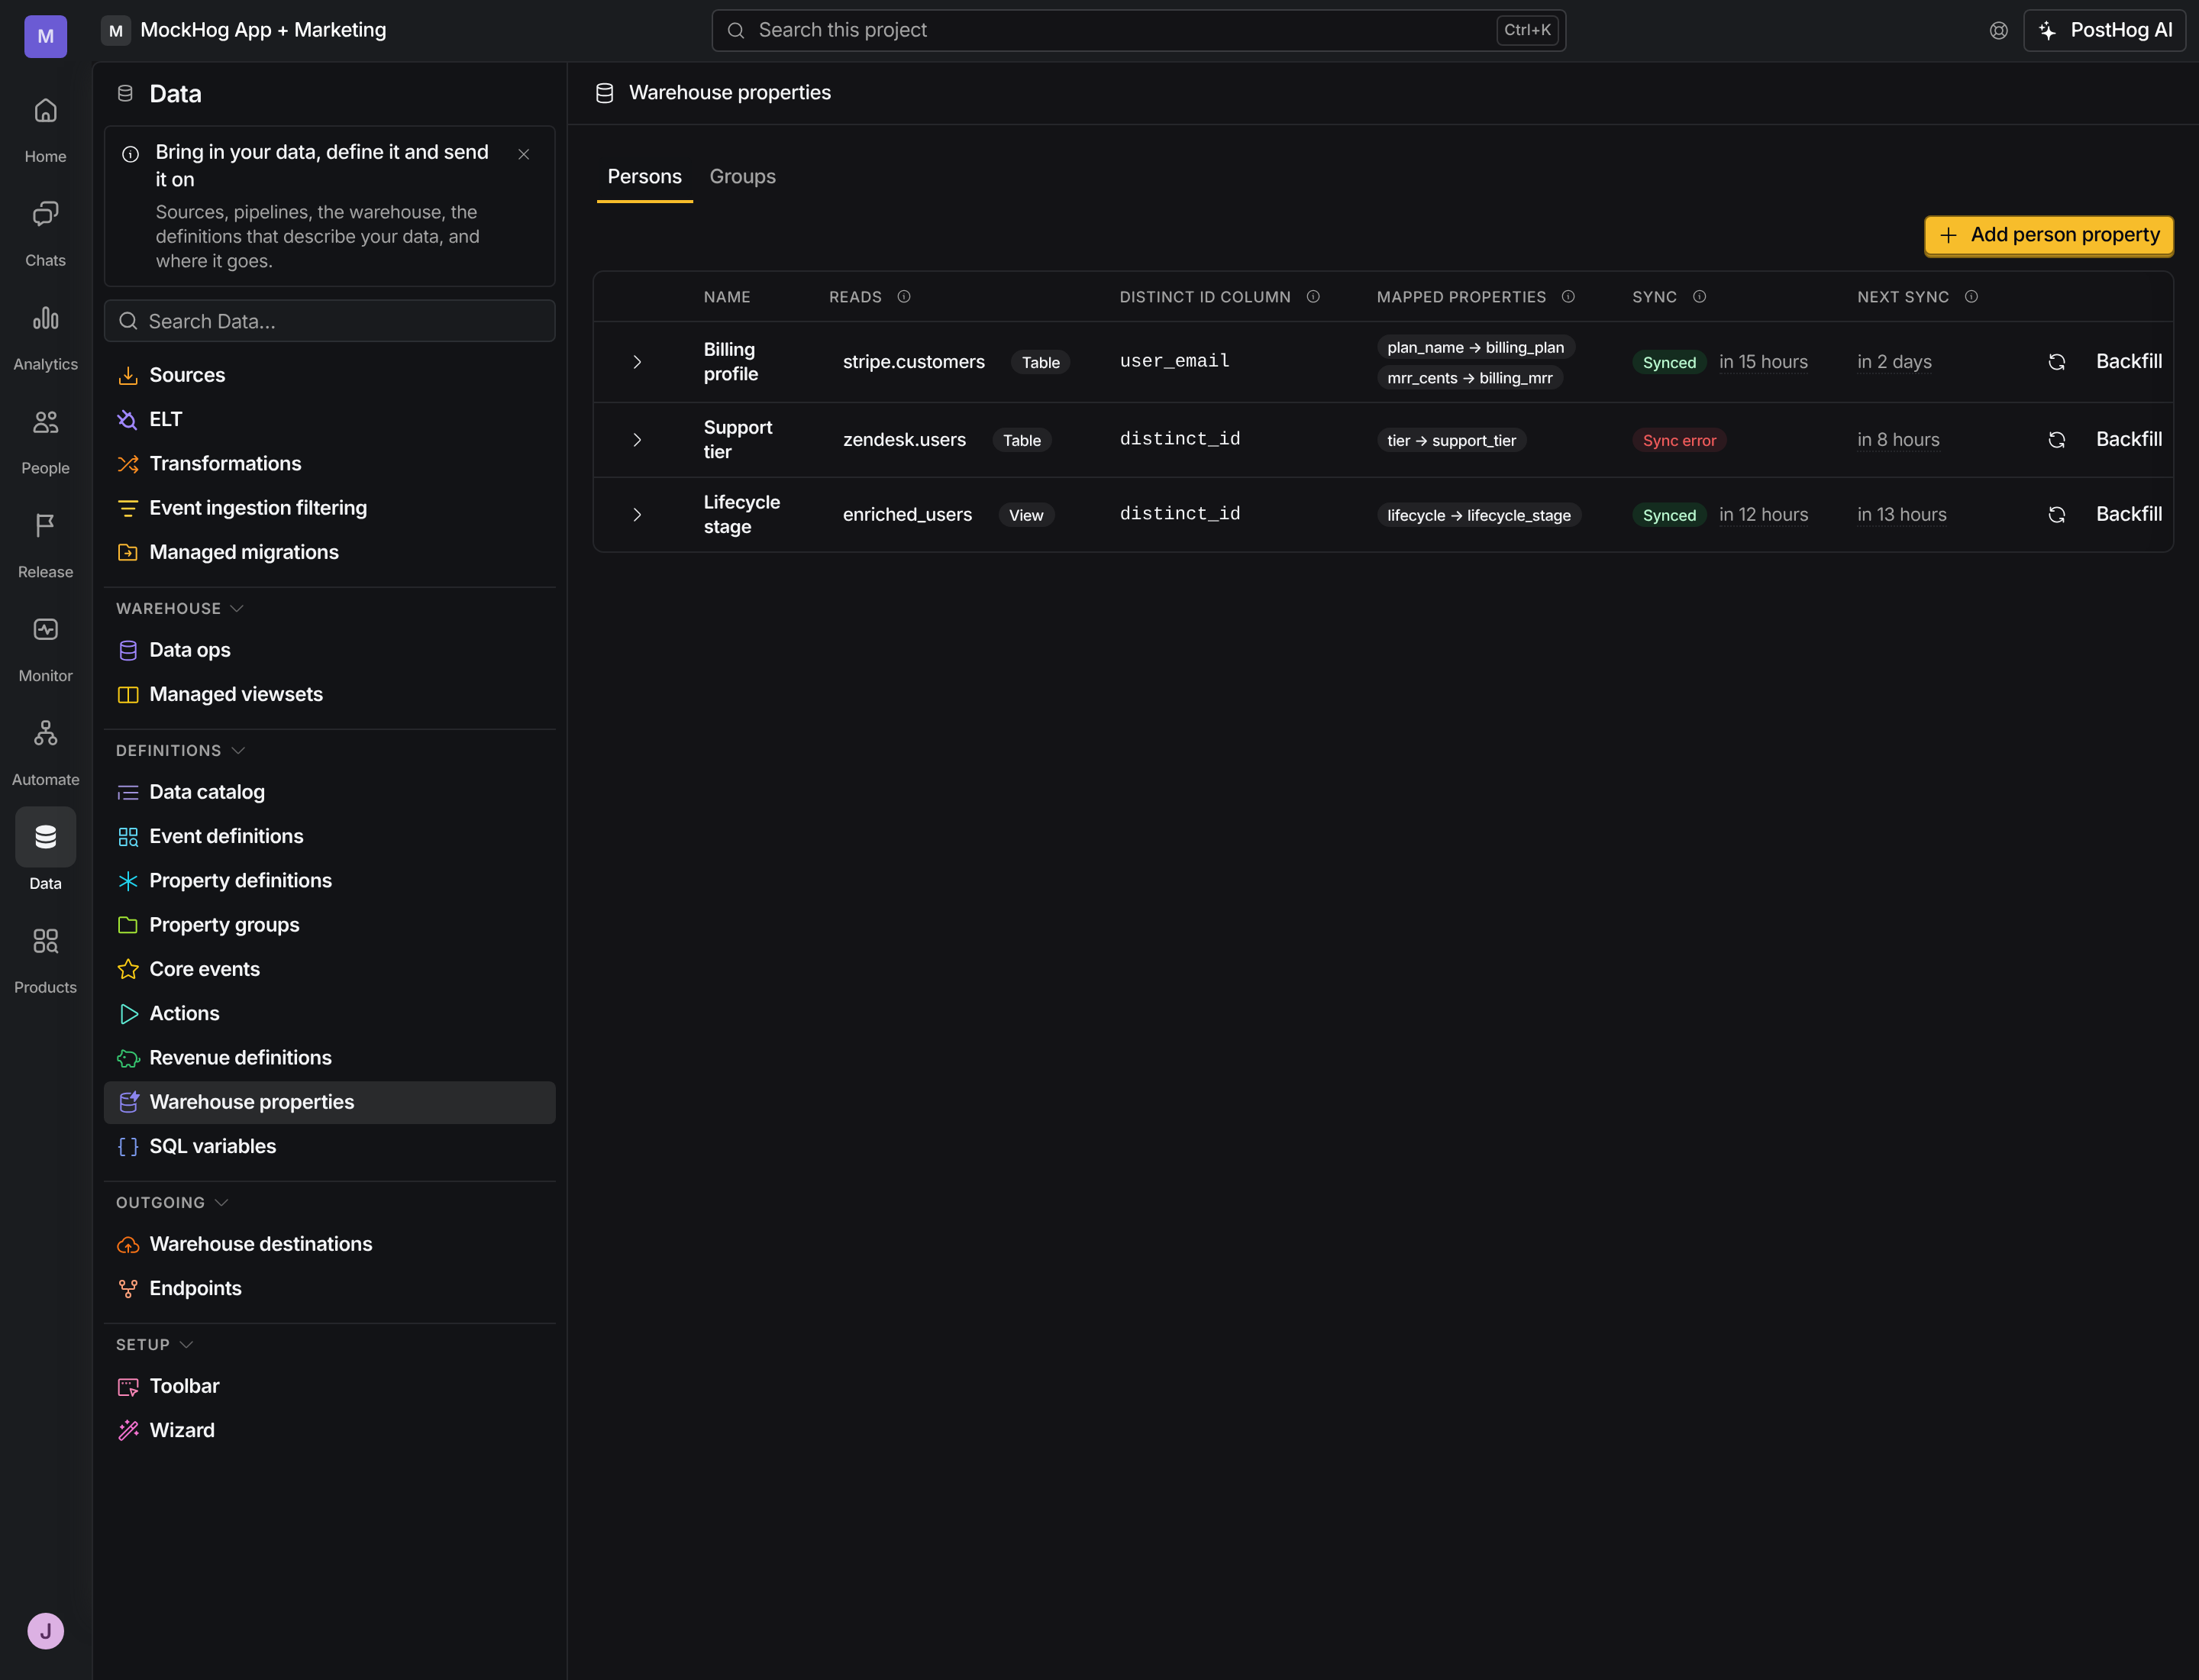 M
M MockHog App + Marketing
Search this project
Ctrl+K
PostHog AI
Home
Chats
Analytics
People
Release
Monitor
Automate
Data
Products
J
Data
Bring in your data, define it and send
it on
Sources, pipelines, the warehouse, the
definitions that describe your data, and
where it goes.
Search Data...
Sources
ELT
Transformations
Event ingestion filtering
Managed migrations
WAREHOUSE
Data ops
Managed viewsets
DEFINITIONS
Data catalog
Event definitions
Property definitions
Property groups
Core events
Actions
Revenue definitions
Warehouse properties
SQL variables
OUTGOING
Warehouse destinations
Endpoints
SETUP
Toolbar
Wizard
Warehouse properties
Persons Groups
Add person property
NAME READS DISTINCT ID COLUMN MAPPED PROPERTIES SYNC NEXT SYNC
Billing
profile
stripe.customers Table
user_email
plan_name → billing_plan
mrr_cents → billing_mrr
Synced in 15 hours
in 2 days
Backfill
Support
tier
zendesk.users Table
distinct_id
tier → support_tier
Sync error
in 8 hours
Backfill
Lifecycle
stage
enriched_users View
distinct_id
lifecycle → lifecycle_stage
Synced in 12 hours
in 13 hours
Backfill